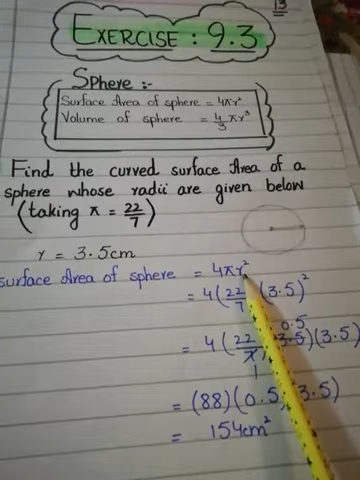 13
EXERCISE : 9.3
Sphere :-
Surface Area of sphere = 4πr²
Volume of sphere = 4/3 πr³
Find the curved surface Area of a
sphere whose radii are given below
(taking π = 22/7)
r = 3.5cm
surface Area of sphere = 4πr²
= 4(22/7)(3.5)²
0.5
= 4(22/7)(3.5)(3.5)
1
= (88)(0.5)(3.5)
= 154cm²